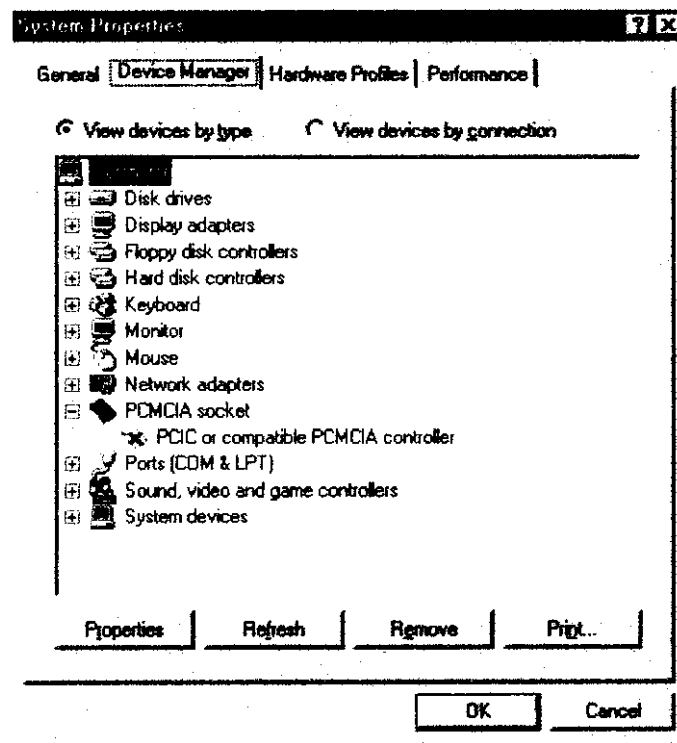 System Properties
General Device Manager Hardware Profiles Performance
View devices by type View devices by connection
Disk drives
Display adapters
Floppy disk controllers
Hard disk controllers
Keyboard
Monitor
Mouse
Network adapters
PCMCIA socket
PCIC or compatible PCMCIA controller
Ports (COM & LPT)
Sound, video and game controllers
System devices
Properties Refresh Remove Print...
OK Cancel